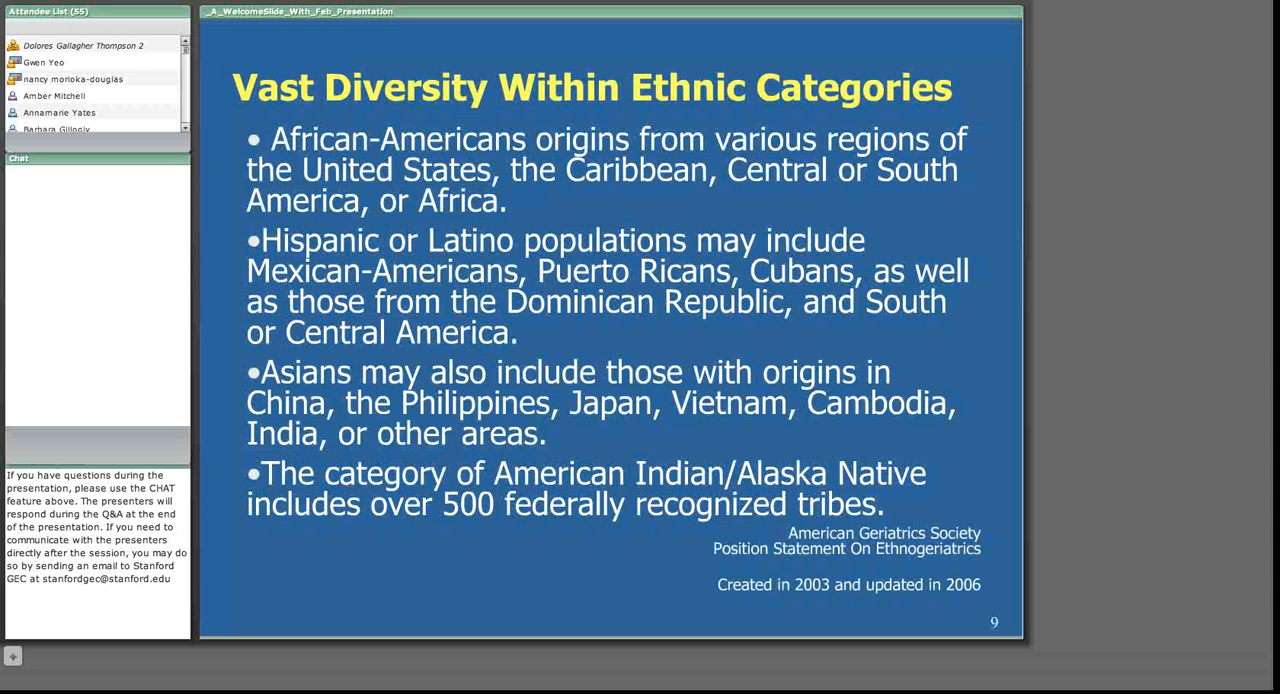 Attendee List (55)
Dolores Gallagher Thompson 2
Gwen Yeo
nancy morioka-douglas
Amber Mitchell
Annamarie Yates
Barbara Gillogly
Chat
If you have questions during the
presentation, please use the CHAT
feature above. The presenters will
respond during the Q&A at the end
of the presentation. If you need to
communicate with the presenters
directly after the session, you may do
so by sending an email to Stanford
GEC at stanfordgec@stanford.edu
_A_WelcomeSlide_With_Feb_Presentation
Vast Diversity Within Ethnic Categories
• African-Americans origins from various regions of
the United States, the Caribbean, Central or South
America, or Africa.
•Hispanic or Latino populations may include
Mexican-Americans, Puerto Ricans, Cubans, as well
as those from the Dominican Republic, and South
or Central America.
•Asians may also include those with origins in
China, the Philippines, Japan, Vietnam, Cambodia,
India, or other areas.
•The category of American Indian/Alaska Native
includes over 500 federally recognized tribes.
American Geriatrics Society
Position Statement On Ethnogeriatrics
Created in 2003 and updated in 2006
9